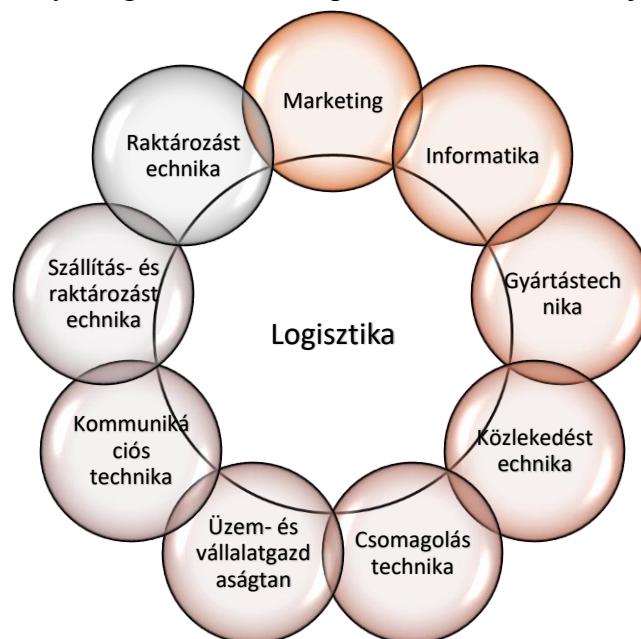 Marketing
Informatika
Gyártástech
nika
Közlekedést
echnika
Csomagolás
technika
Üzem- és
vállalatgazd
aságtan
Kommuniká
ciós
technika
Szállítás- és
raktározást
echnika
Raktározást
echnika
Logisztika